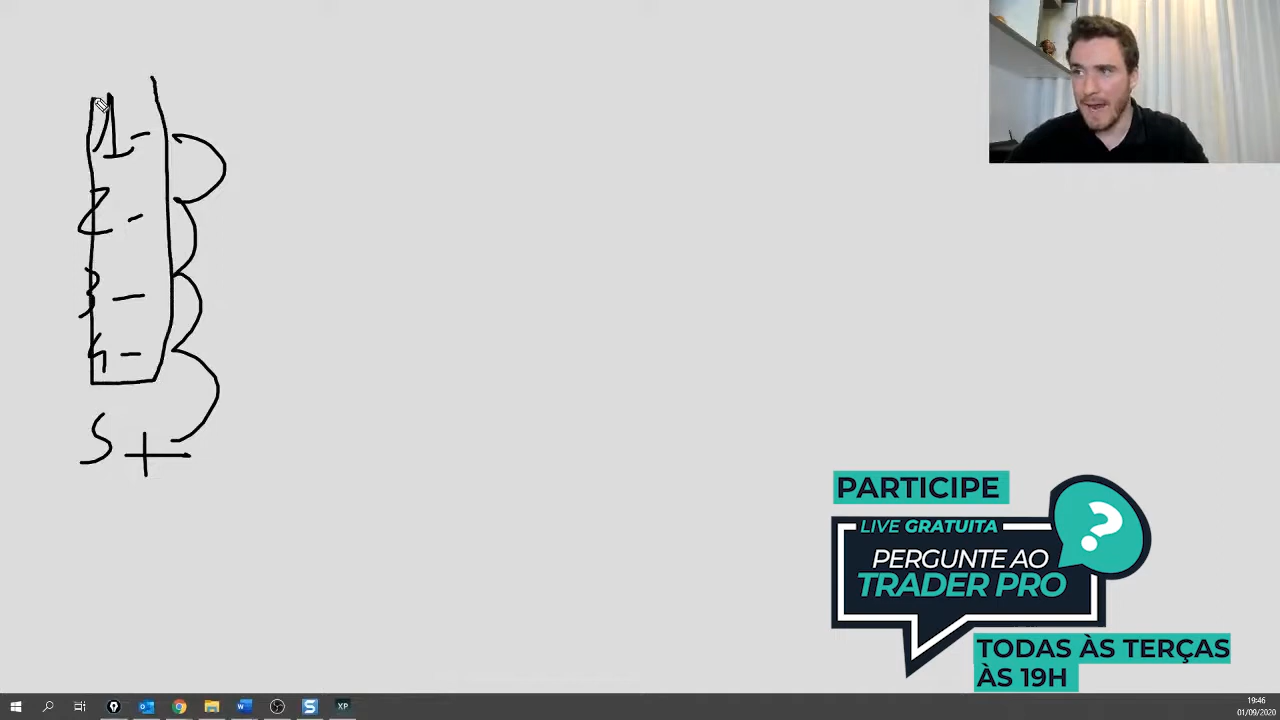 1 -
2 -
3 -
4 -
5 +
PARTICIPE
LIVE GRATUITA
?
PERGUNTE AO
TRADER PRO
TODAS ÀS TERÇAS
ÀS 19H
W
S
XP
19:46
01/09/2020